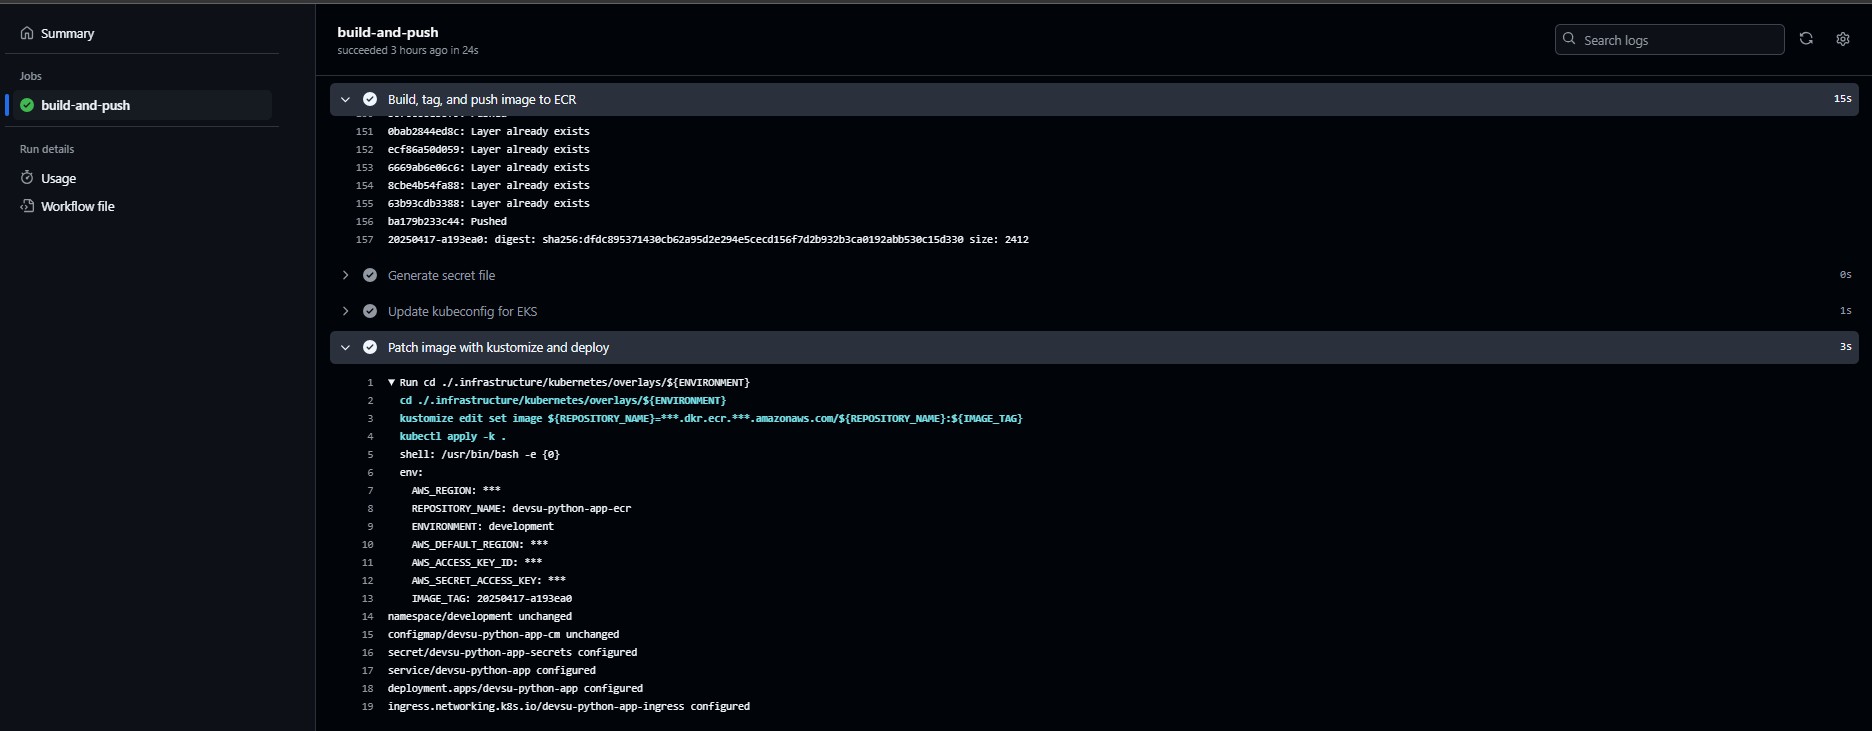 Summary
Jobs
build-and-push
Run details
Usage
Workflow file
build-and-push
succeeded 3 hours ago in 24s
Search logs
Build, tag, and push image to ECR 15s
151 0bab2844ed8c: Layer already exists
152 ecf86a50d059: Layer already exists
153 6669ab6e06c6: Layer already exists
154 8cbe4b54fa88: Layer already exists
155 63b93cdb3388: Layer already exists
156 ba179b233c44: Pushed
157 20250417-a193ea0: digest: sha256:dfdc895371430cb62a95d2e294e5cecd156f7d2b932b3ca0192abb530c15d330 size: 2412
Generate secret file 0s
Update kubeconfig for EKS 1s
Patch image with kustomize and deploy 3s
1 ▼ Run cd ./.infrastructure/kubernetes/overlays/${ENVIRONMENT}
2 cd ./.infrastructure/kubernetes/overlays/${ENVIRONMENT}
3 kustomize edit set image ${REPOSITORY_NAME}=***.dkr.ecr.***.amazonaws.com/${REPOSITORY_NAME}:${IMAGE_TAG}
4 kubectl apply -k .
5 shell: /usr/bin/bash -e {0}
6 env:
7 AWS_REGION: ***
8 REPOSITORY_NAME: devsu-python-app-ecr
9 ENVIRONMENT: development
10 AWS_DEFAULT_REGION: ***
11 AWS_ACCESS_KEY_ID: ***
12 AWS_SECRET_ACCESS_KEY: ***
13 IMAGE_TAG: 20250417-a193ea0
14 namespace/development unchanged
15 configmap/devsu-python-app-cm unchanged
16 secret/devsu-python-app-secrets configured
17 service/devsu-python-app configured
18 deployment.apps/devsu-python-app configured
19 ingress.networking.k8s.io/devsu-python-app-ingress configured